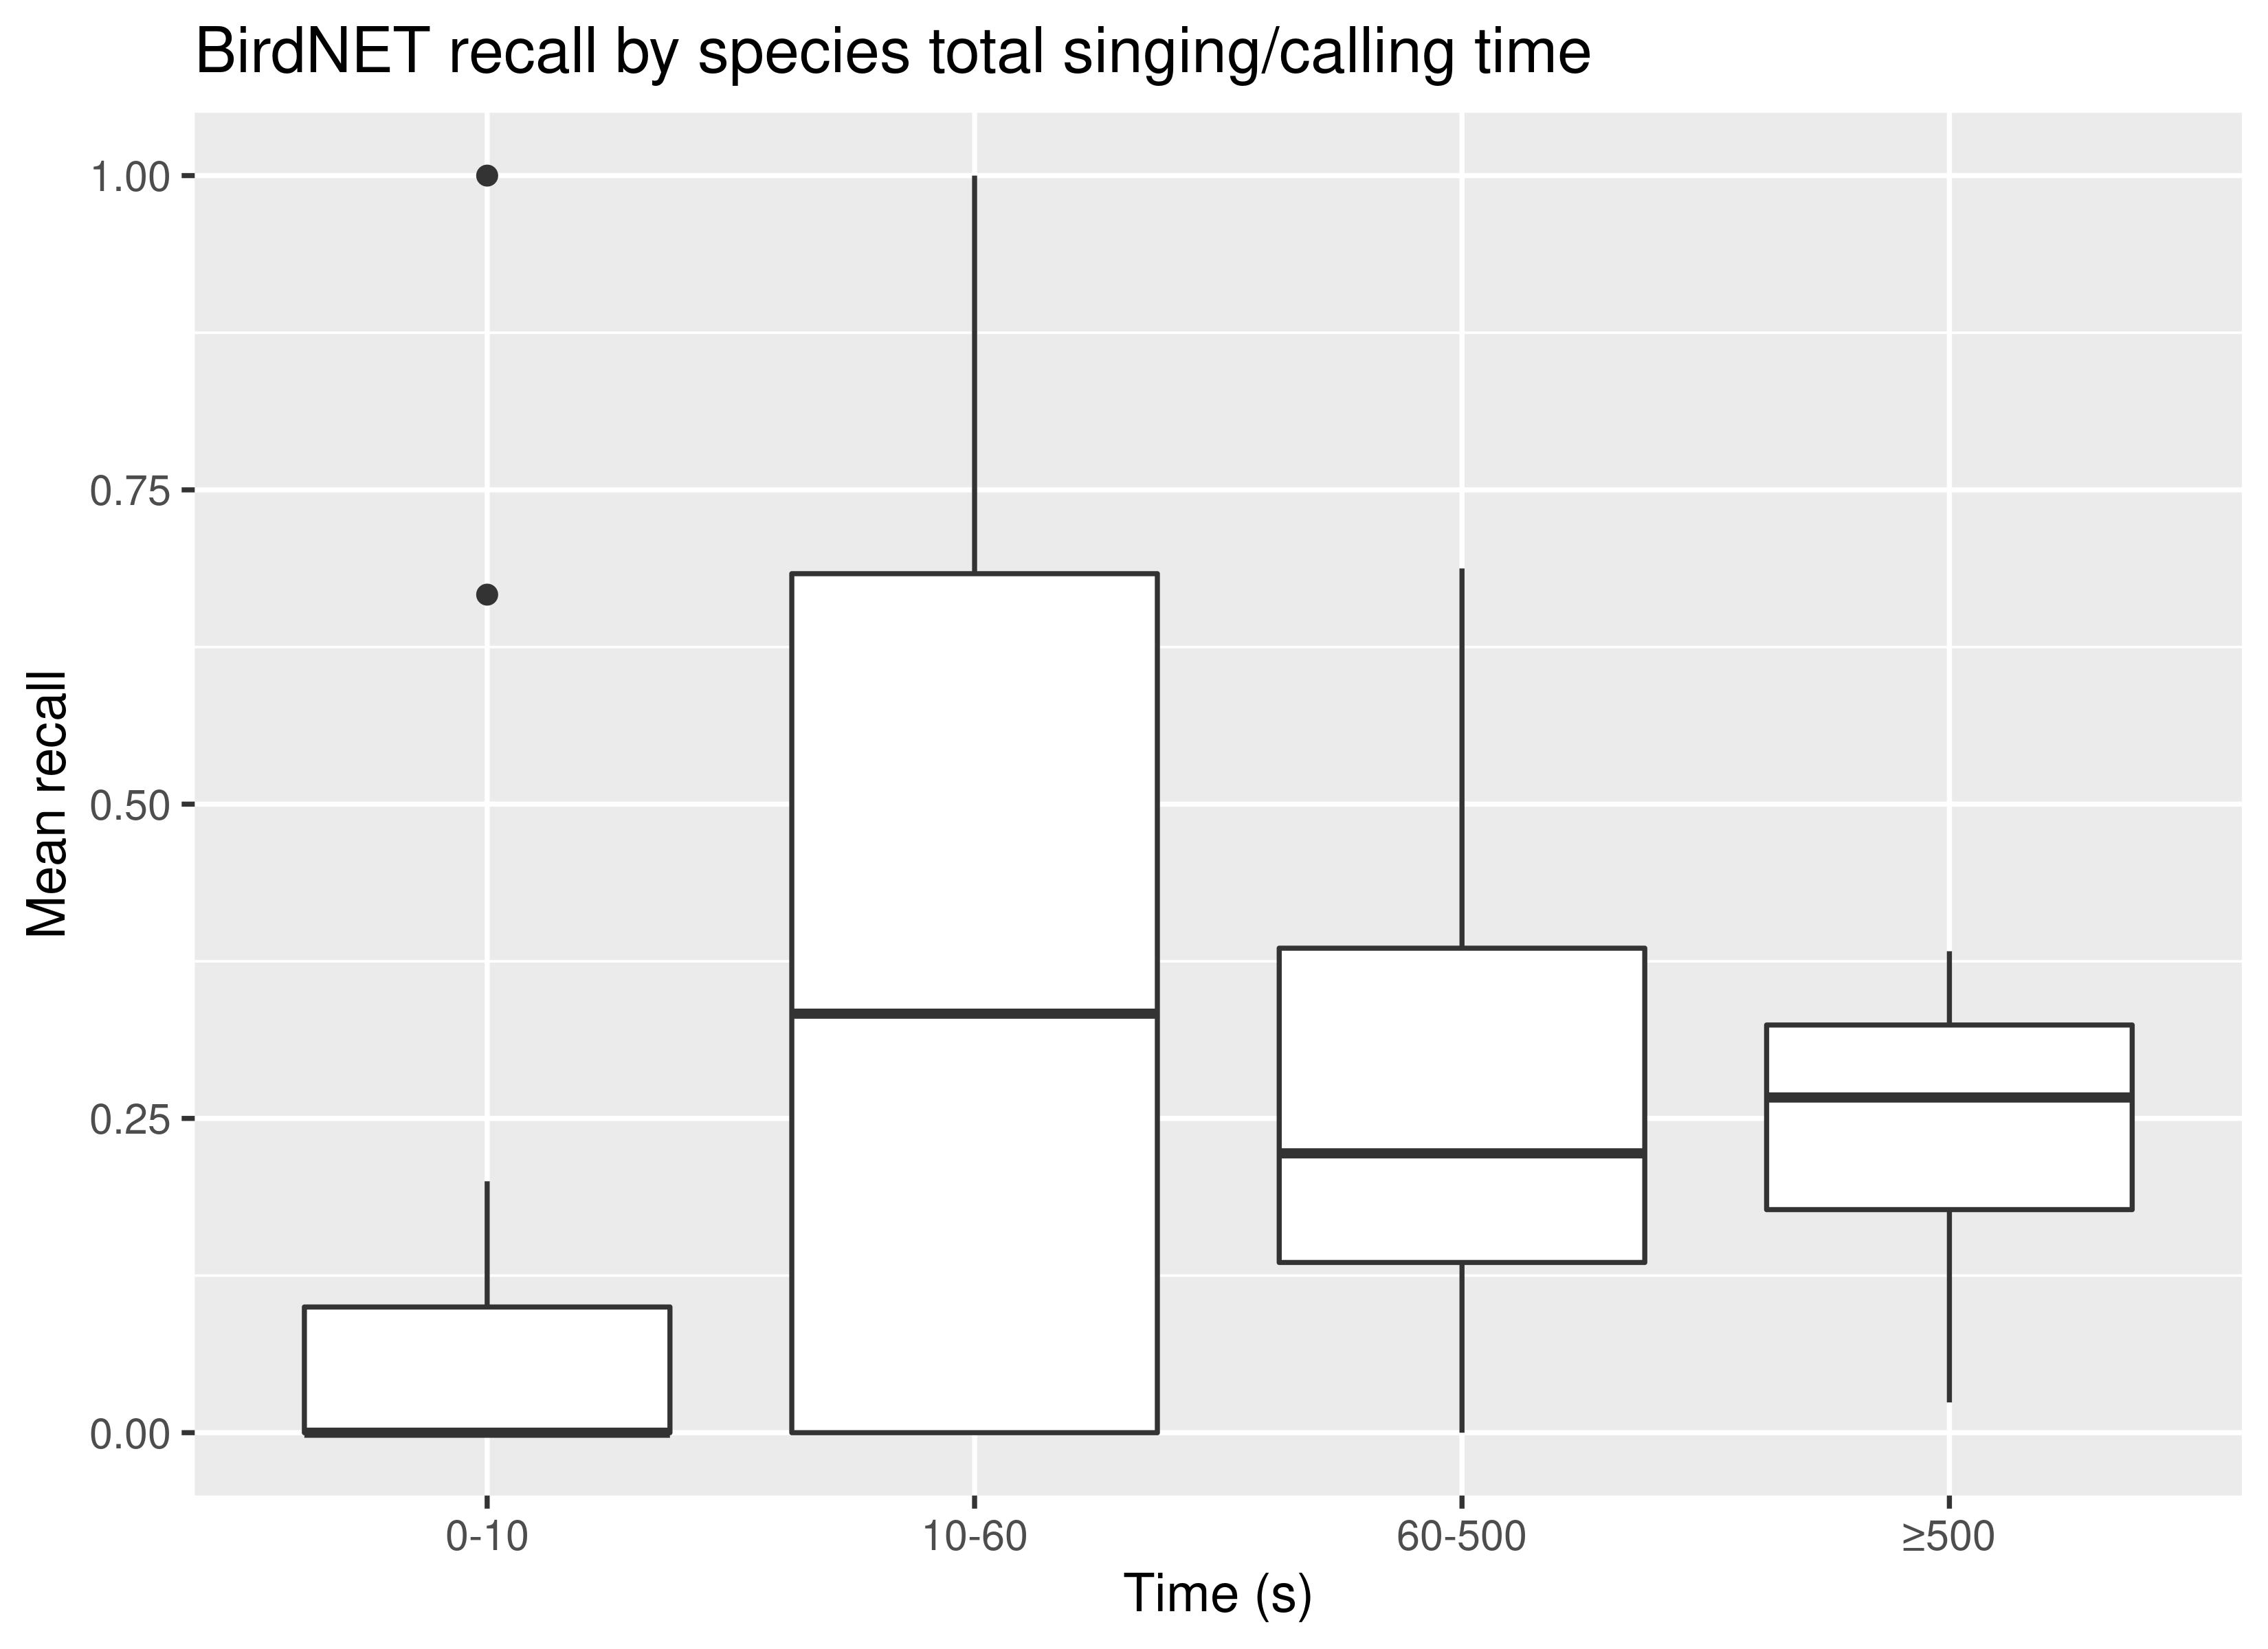 BirdNET recall by species total singing/calling time
Mean recall
1.00
0.75
0.50
0.25
0.00
0-10 10-60 60-500 ≥500
Time (s)